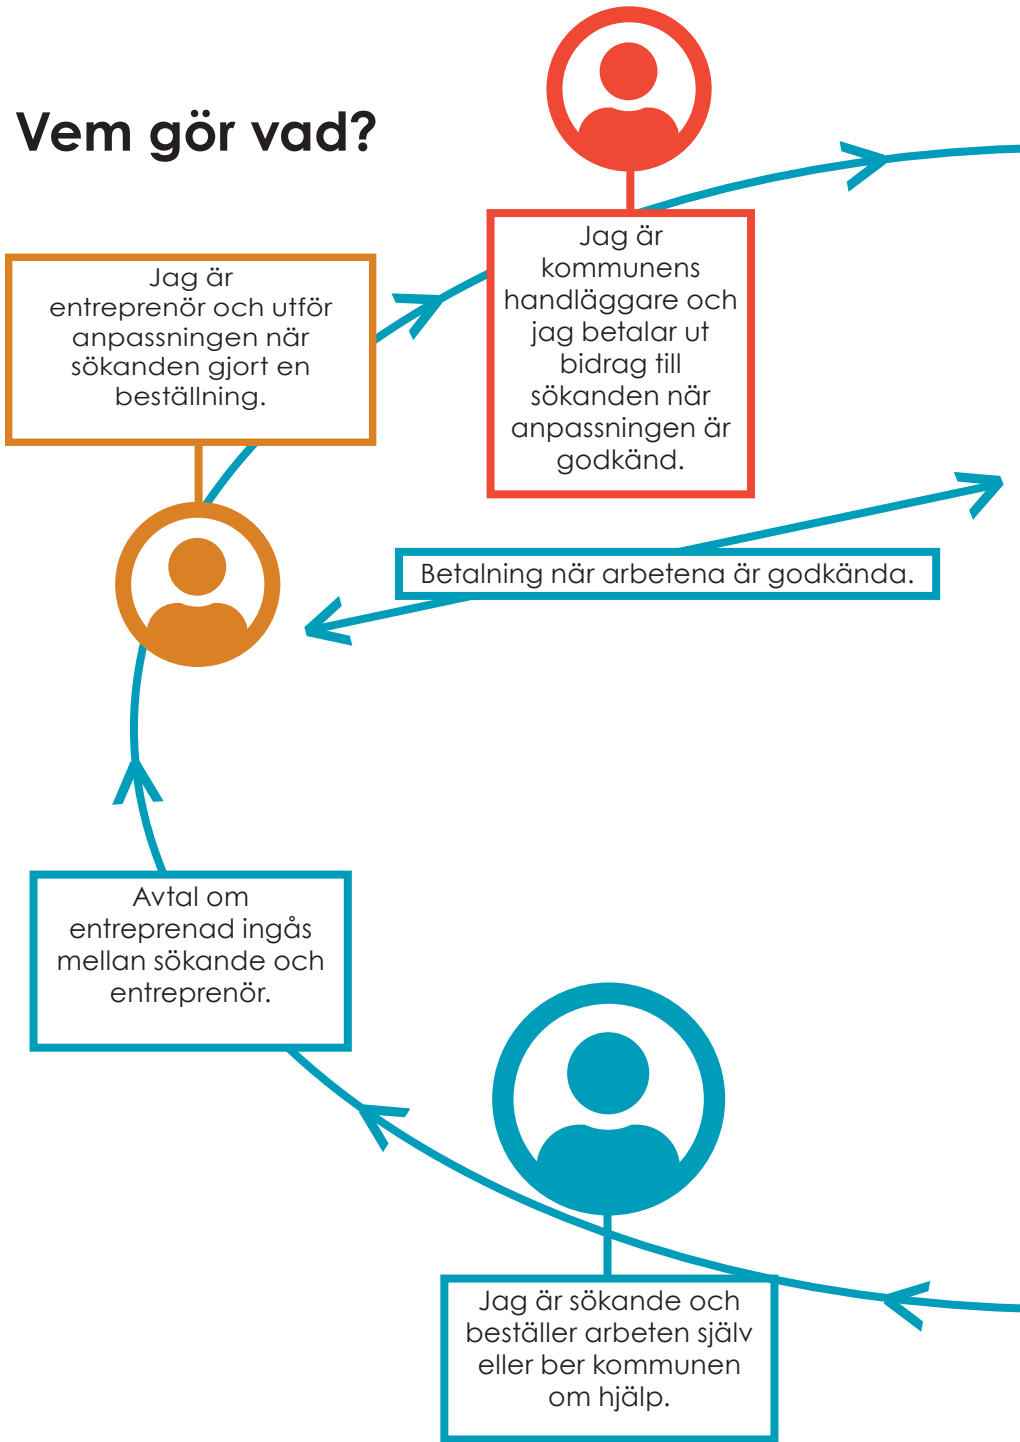 Vem gör vad?
Jag är
kommunens
handläggare och
jag betalar ut
bidrag till
sökanden när
anpassningen är
godkänd.
Jag är
entreprenör och utför
anpassningen när
sökanden gjort en
beställning.
Betalning när arbetena är godkända.
Avtal om
entreprenad ingås
mellan sökande och
entreprenör.
Jag är sökande och
beställer arbeten själv
eller ber kommunen
om hjälp.